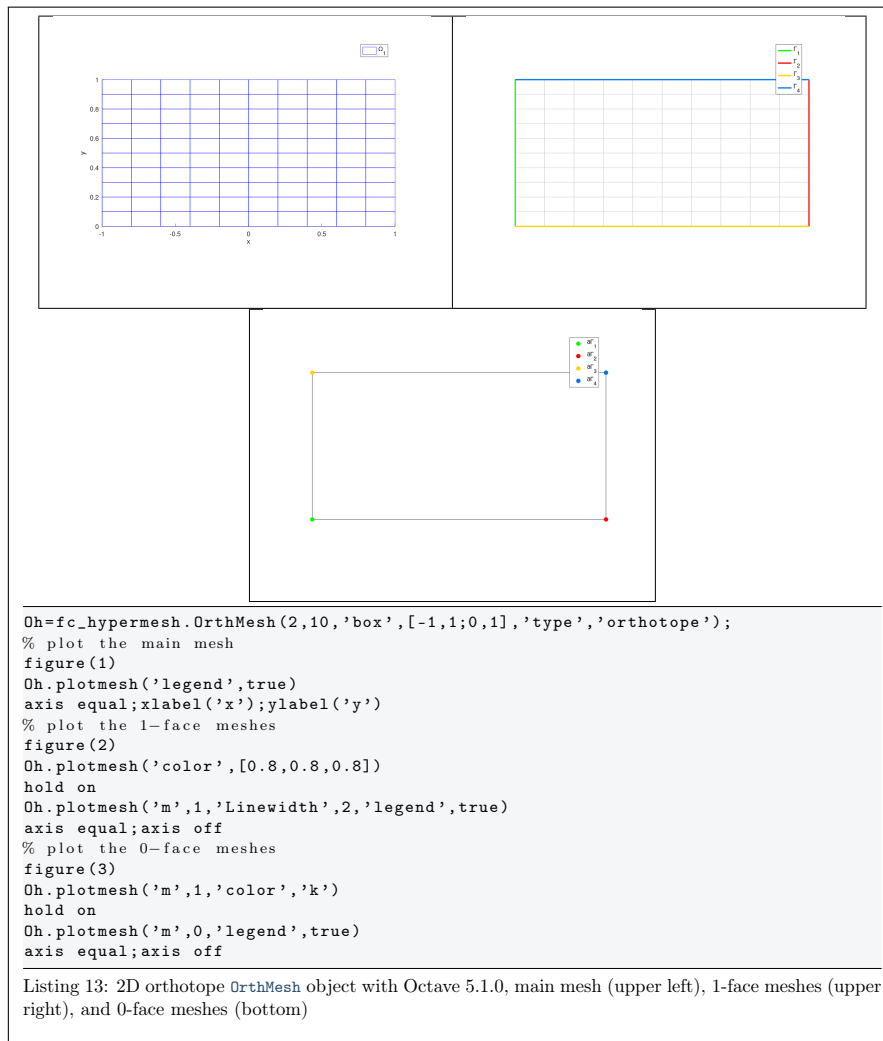 Ω1
1
0.8
0.6
y
0.4
0.2
0
-1
-0.5
0
0.5
1
x
Γ1
Γ2
Γ3
Γ4
∂Γ1
∂Γ2
∂Γ3
∂Γ4
Oh=fc_hypermesh.OrthMesh(2,10,'box',[-1,1;0,1],'type','orthotope');
% plot the main mesh
figure(1)
Oh.plotmesh('legend',true)
axis equal;xlabel('x');ylabel('y')
% plot the 1-face meshes
figure(2)
Oh.plotmesh('color',[0.8,0.8,0.8])
hold on
Oh.plotmesh('m',1,'Linewidth',2,'legend',true)
axis equal;axis off
% plot the 0-face meshes
figure(3)
Oh.plotmesh('m',1,'color','k')
hold on
Oh.plotmesh('m',0,'legend',true)
axis equal;axis off
Listing 13: 2D orthotope OrthMesh object with Octave 5.1.0, main mesh (upper left), 1-face meshes (upper
right), and 0-face meshes (bottom)